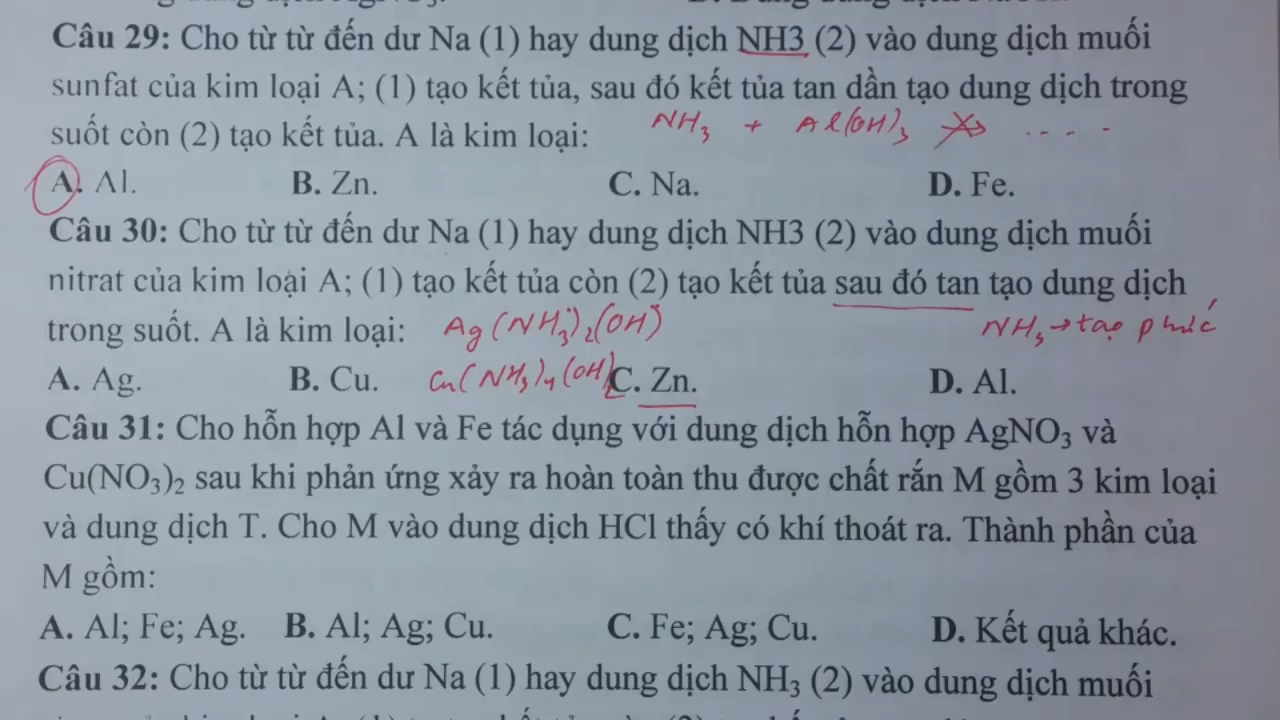 Câu 29: Cho từ từ đến dư Na (1) hay dung dịch NH3 (2) vào dung dịch muối
sunfat của kim loại A; (1) tạo kết tủa, sau đó kết tủa tan dần tạo dung dịch trong
suốt còn (2) tạo kết tủa. A là kim loại: NH3 + Al(OH)3 ....
A. Al. B. Zn. C. Na. D. Fe.
Câu 30: Cho từ từ đến dư Na (1) hay dung dịch NH3 (2) vào dung dịch muối
nitrat của kim loại A; (1) tạo kết tủa còn (2) tạo kết tủa sau đó tan tạo dung dịch
trong suốt. A là kim loại: Ag(NH3)2(OH) NH3→tạo phức
A. Ag. B. Cu. Cu(NH3)4(OH)2 C. Zn. D. Al.
Câu 31: Cho hỗn hợp Al và Fe tác dụng với dung dịch hỗn hợp AgNO3 và
Cu(NO3)2 sau khi phản ứng xảy ra hoàn toàn thu được chất rắn M gồm 3 kim loại
và dung dịch T. Cho M vào dung dịch HCl thấy có khí thoát ra. Thành phần của
M gồm:
A. Al; Fe; Ag. B. Al; Ag; Cu. C. Fe; Ag; Cu. D. Kết quả khác.
Câu 32: Cho từ từ đến dư Na (1) hay dung dịch NH3 (2) vào dung dịch muối